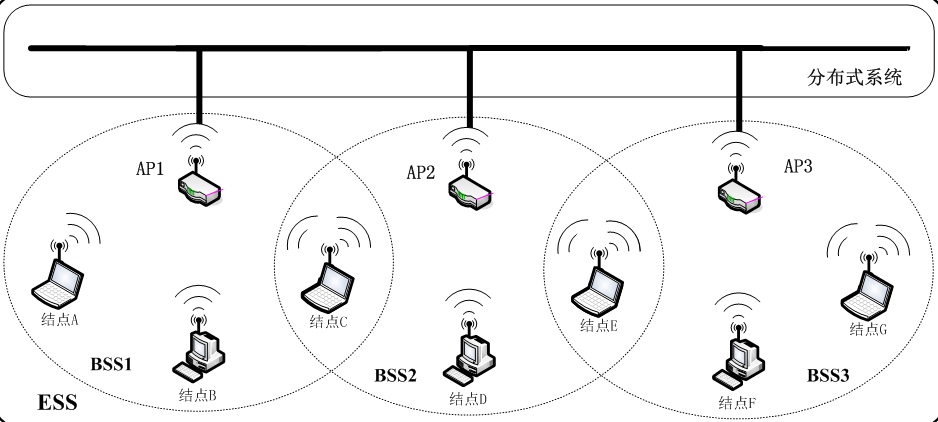 分布式系统
AP1
AP2
AP3
结点A
结点C
结点E
结点G
结点B
结点D
结点F
BSS1
BSS2
BSS3
ESS